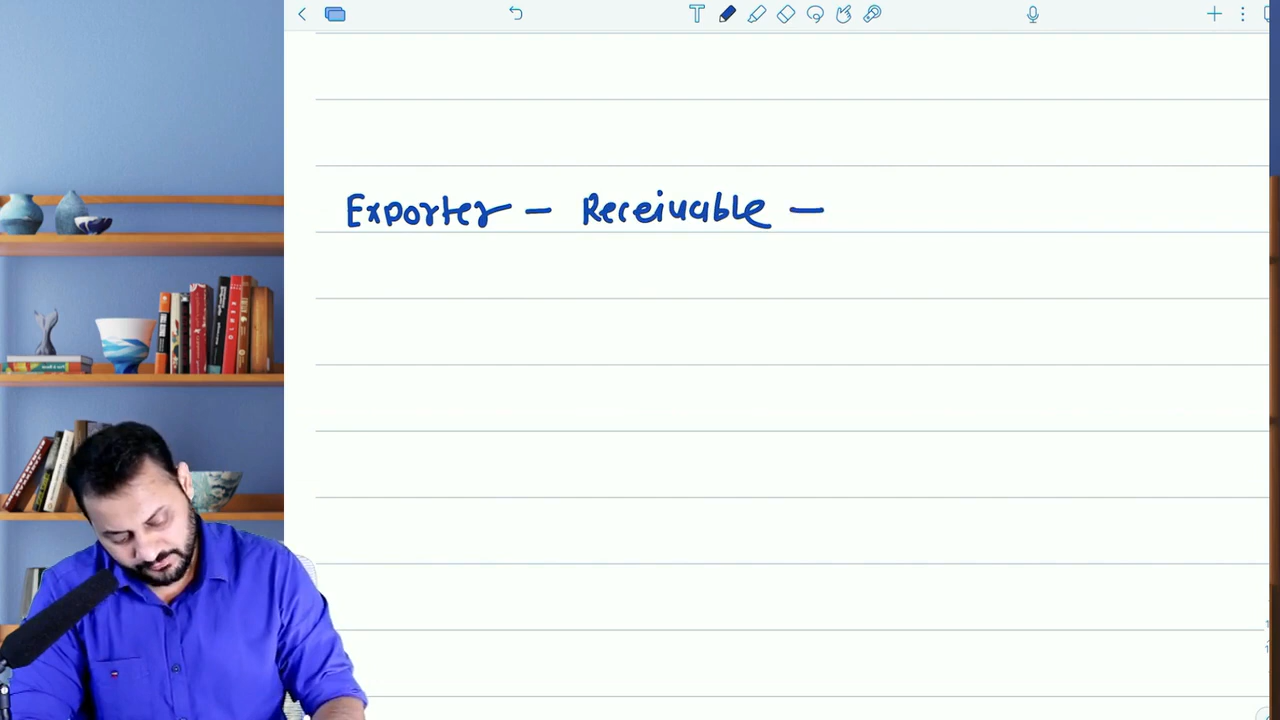 Exporter — Receivable —